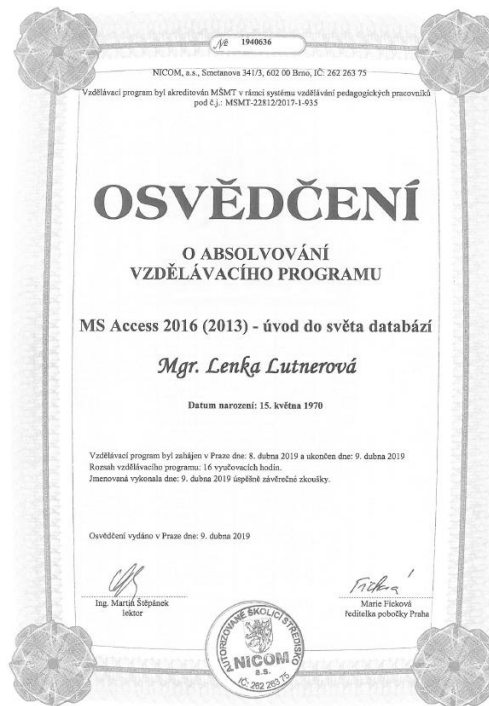 № 1940636
NICOM, a.s., Smetanova 341/3, 602 00 Brno, IČ: 262 263 75
Vzdělávací program byl akreditován MŠMT v rámci systému vzdělávání pedagogických pracovníků
pod č.j.: MSMT-22812/2017-1-935
OSVĚDČENÍ
O ABSOLVOVÁNÍ
VZDĚLÁVACÍHO PROGRAMU
MS Access 2016 (2013) - úvod do světa databází
Mgr. Lenka Lutnerová
Datum narození: 15. května 1970
Vzdělávací program byl zahájen v Praze dne: 8. dubna 2019 a ukončen dne: 9. dubna 2019
Rozsah vzdělávacího programu: 16 vyučovacích hodin.
Jmenovaná vykonala dne: 9. dubna 2019 úspěšně závěrečné zkoušky.
Osvědčení vydáno v Praze dne: 9. dubna 2019
Ing. Martin Štěpánek
lektor
Marie Ficková
ředitelka pobočky Praha
AUTORIZOVANÉ ŠKOLICÍ STŘEDISKO
NICOM
a.s.
IČ: 262 263 75